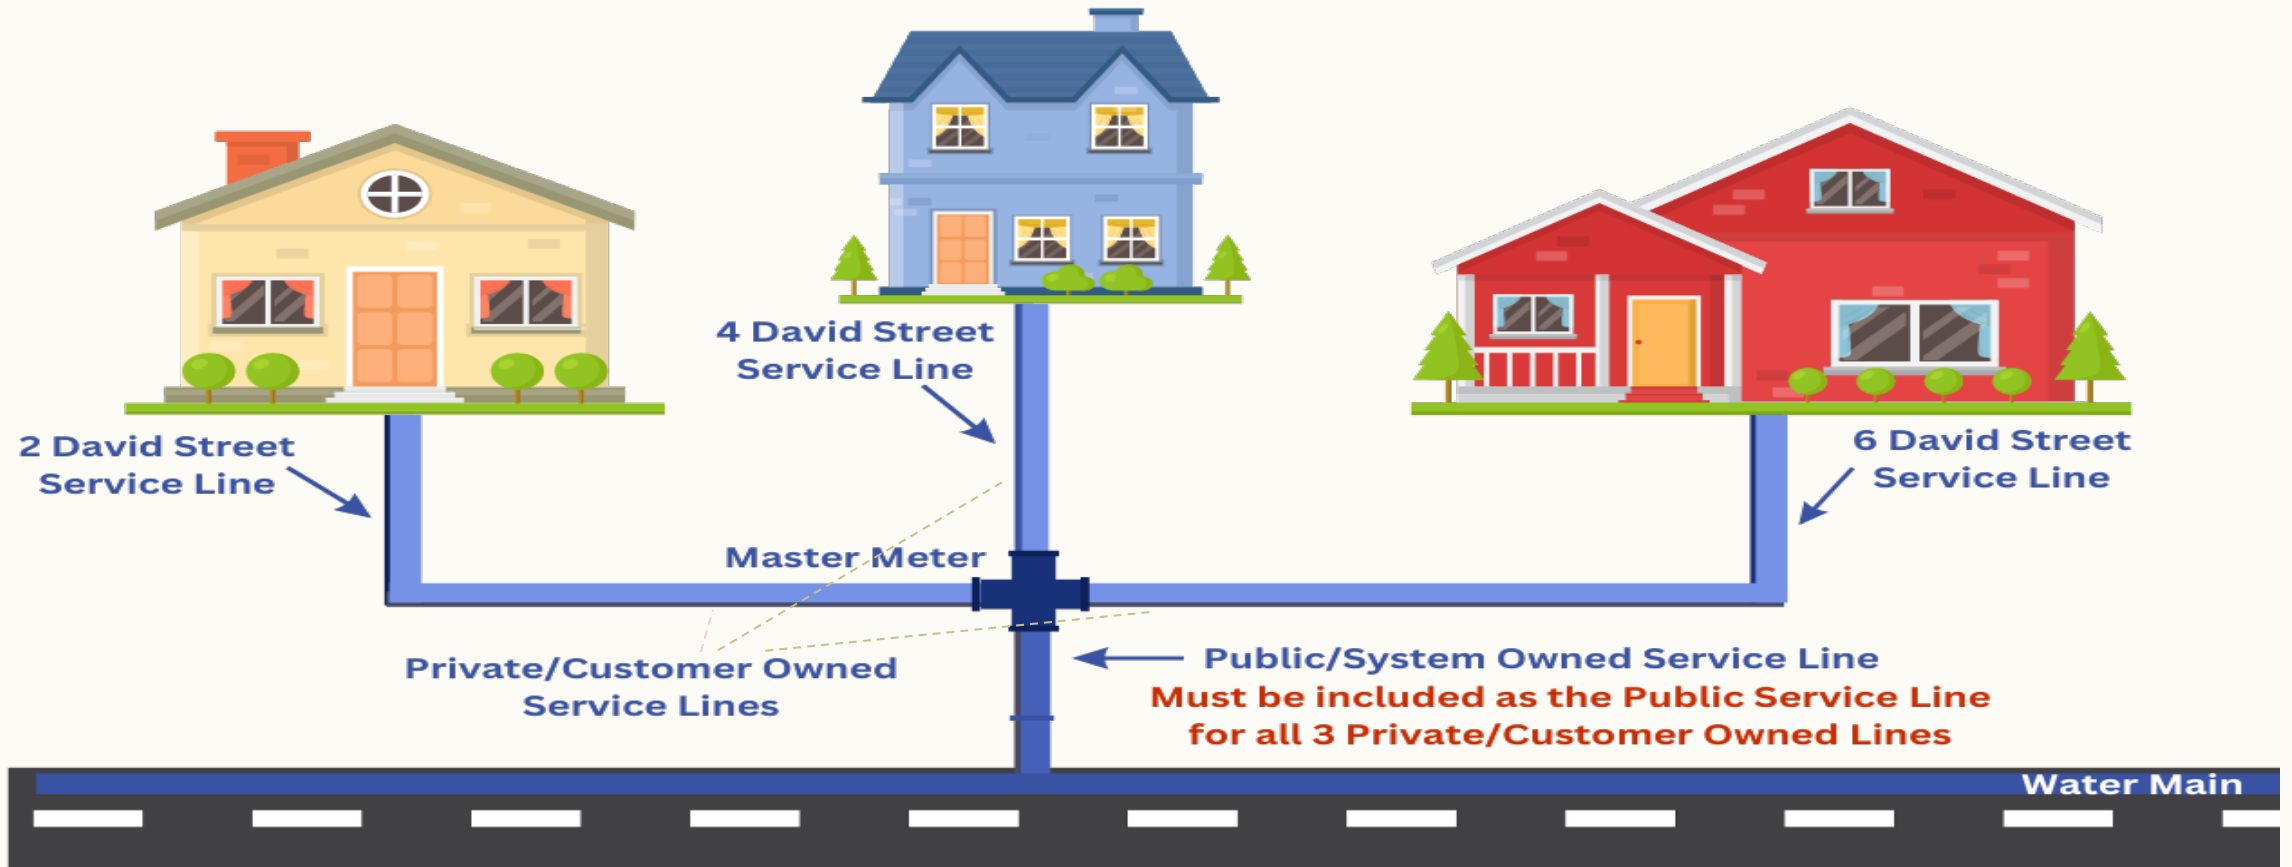 4 David Street
Service Line
2 David Street
Service Line
6 David Street
Service Line
Master Meter
Private/Customer Owned
Service Lines
Public/System Owned Service Line
Must be included as the Public Service Line
for all 3 Private/Customer Owned Lines
Water Main